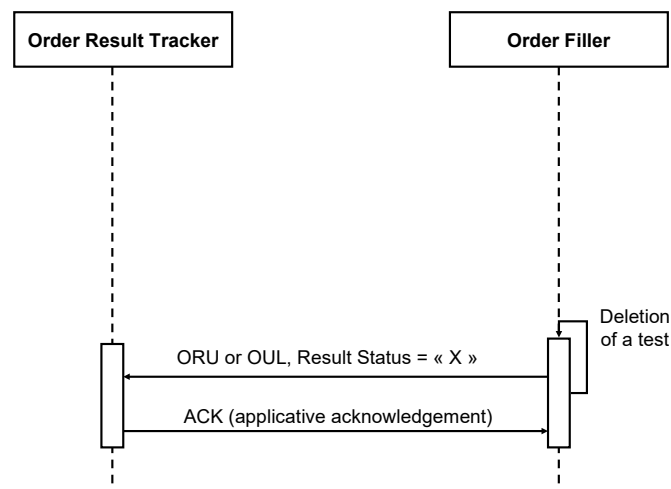 Order Result Tracker
Order Filler
Deletion
of a test
ORU or OUL, Result Status = « X »
ACK (applicative acknowledgement)